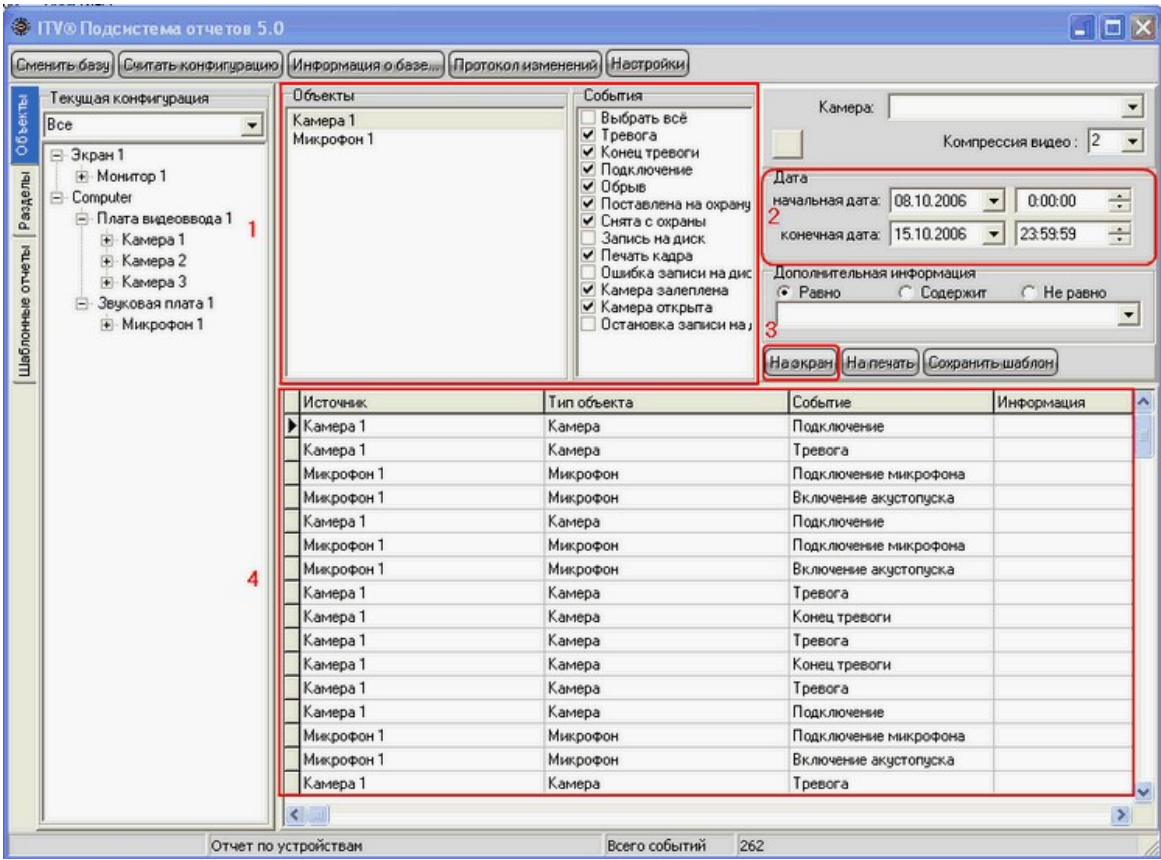 ITV® Подсистема отчетов 5.0
Сменить базу Считать конфигурацию Информация о базе... Протокол изменений Настройки
Объекты
Разделы
Шаблонные отчеты
Текущая конфигурация
Все
Экран 1
Монитор 1
Computer
Плата видеоввода 1
Камера 1
Камера 2
Камера 3
Звуковая плата 1
Микрофон 1
1
Объекты
Камера 1
Микрофон 1
События
Выбрать всё
Тревога
Конец тревоги
Подключение
Обрыв
Поставлена на охрану
Снята с охраны
Запись на диск
Печать кадра
Ошибка записи на дис
Камера залеплена
Камера открыта
Остановка записи на
Камера:
Компрессия видео : 2
Дата
начальная дата: 08.10.2006 0:00:00
2
конечная дата: 15.10.2006 23:59:59
Дополнительная информация
Равно Содержит Не равно
3
На экран На печать Сохранить шаблон
4
Источник Тип объекта Событие Информация
Камера 1 Камера Подключение
Камера 1 Камера Тревога
Микрофон 1 Микрофон Подключение микрофона
Микрофон 1 Микрофон Включение акустопуска
Камера 1 Камера Подключение
Микрофон 1 Микрофон Подключение микрофона
Микрофон 1 Микрофон Включение акустопуска
Камера 1 Камера Тревога
Камера 1 Камера Конец тревоги
Камера 1 Камера Тревога
Камера 1 Камера Конец тревоги
Камера 1 Камера Тревога
Камера 1 Камера Подключение
Микрофон 1 Микрофон Подключение микрофона
Микрофон 1 Микрофон Включение акустопуска
Камера 1 Камера Тревога
Отчет по устройствам Всего событий 262